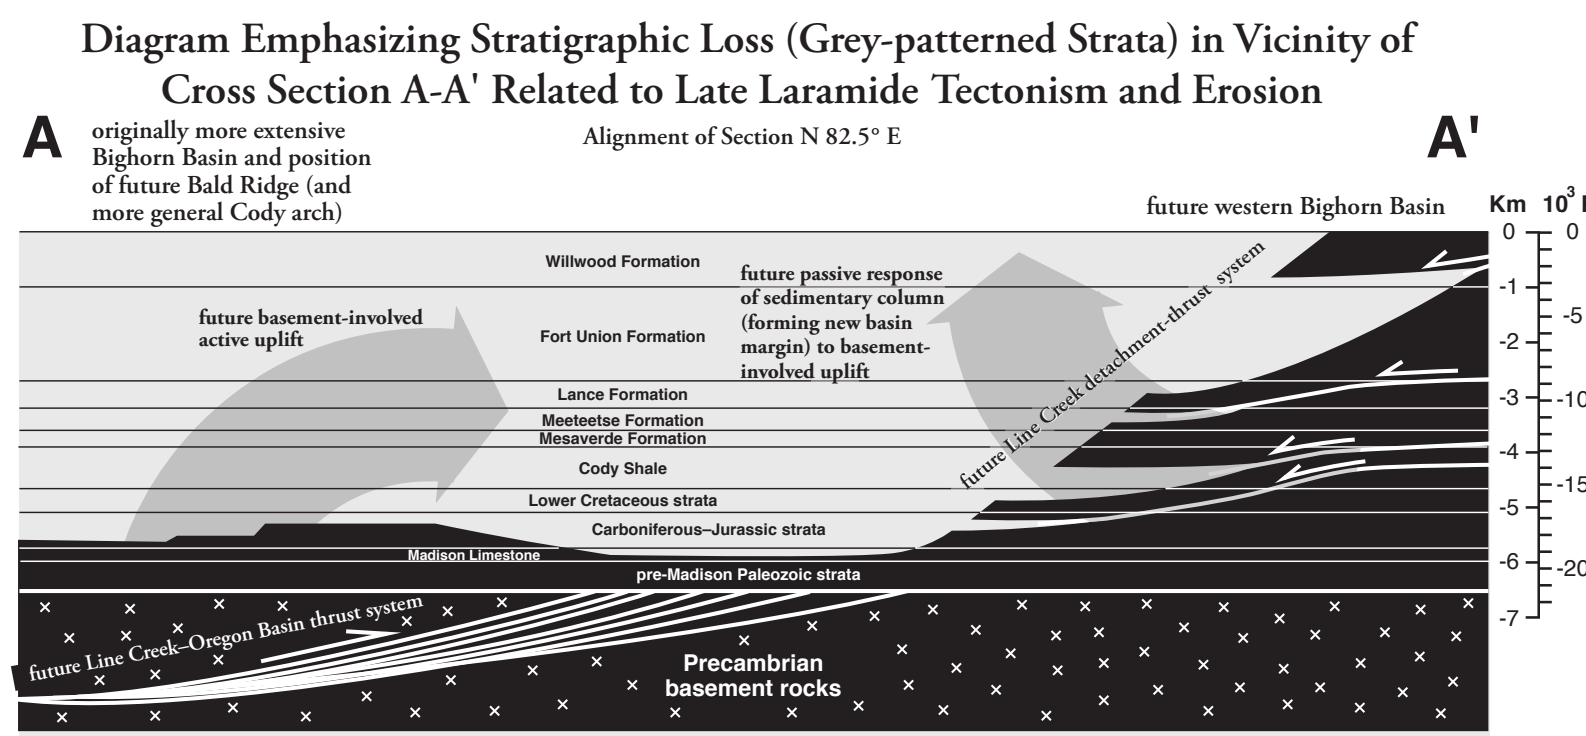 Diagram Emphasizing Stratigraphic Loss (Grey-patterned Strata) in Vicinity of
Cross Section A-A' Related to Late Laramide Tectonism and Erosion
A
originally more extensive
Bighorn Basin and position
of future Bald Ridge (and
more general Cody arch)
Alignment of Section N 82.5° E
A'
future western Bighorn Basin
Km
10³
0
-1
-2
-3
-4
-5
-6
-7
0
-5
-10
-15
-20
Willwood Formation
Fort Union Formation
Lance Formation
Meeteetse Formation
Mesaverde Formation
Cody Shale
Lower Cretaceous strata
Carboniferous–Jurassic strata
Madison Limestone
pre-Madison Paleozoic strata
future basement-involved
active uplift
future passive response
of sedimentary column
(forming new basin
margin) to basement-
involved uplift
future Line Creek detachment-thrust system
future Line Creek–Oregon Basin thrust system
Precambrian
basement rocks